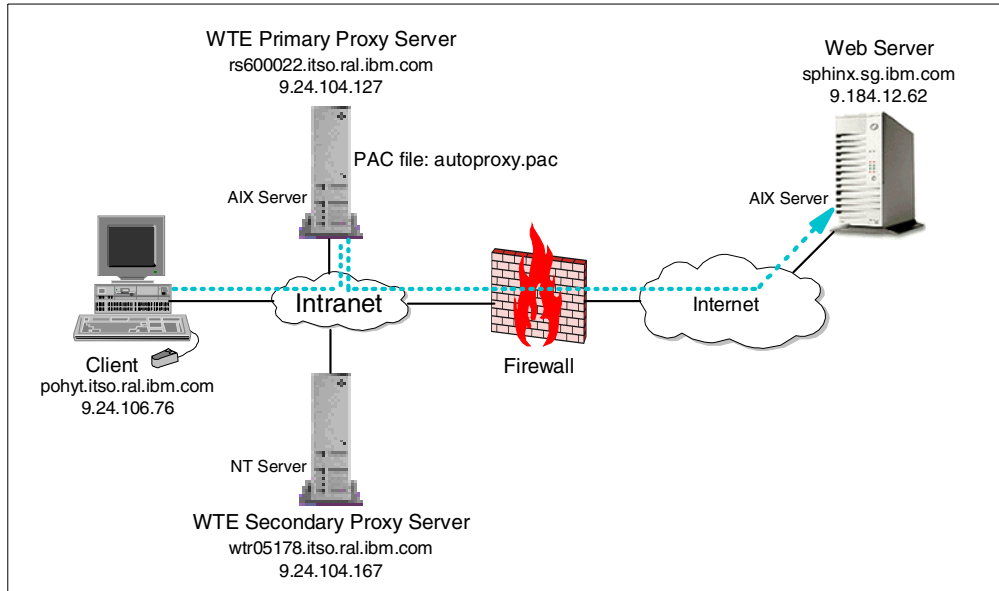 WTE Primary Proxy Server
rs600022.itso.ral.ibm.com
9.24.104.127
Web Server
sphinx.sg.ibm.com
9.184.12.62
PAC file: autoproxy.pac
AIX Server
AIX Server
Intranet
Internet
Firewall
Client
pohyt.itso.ral.ibm.com
9.24.106.76
NT Server
WTE Secondary Proxy Server
wtr05178.itso.ral.ibm.com
9.24.104.167